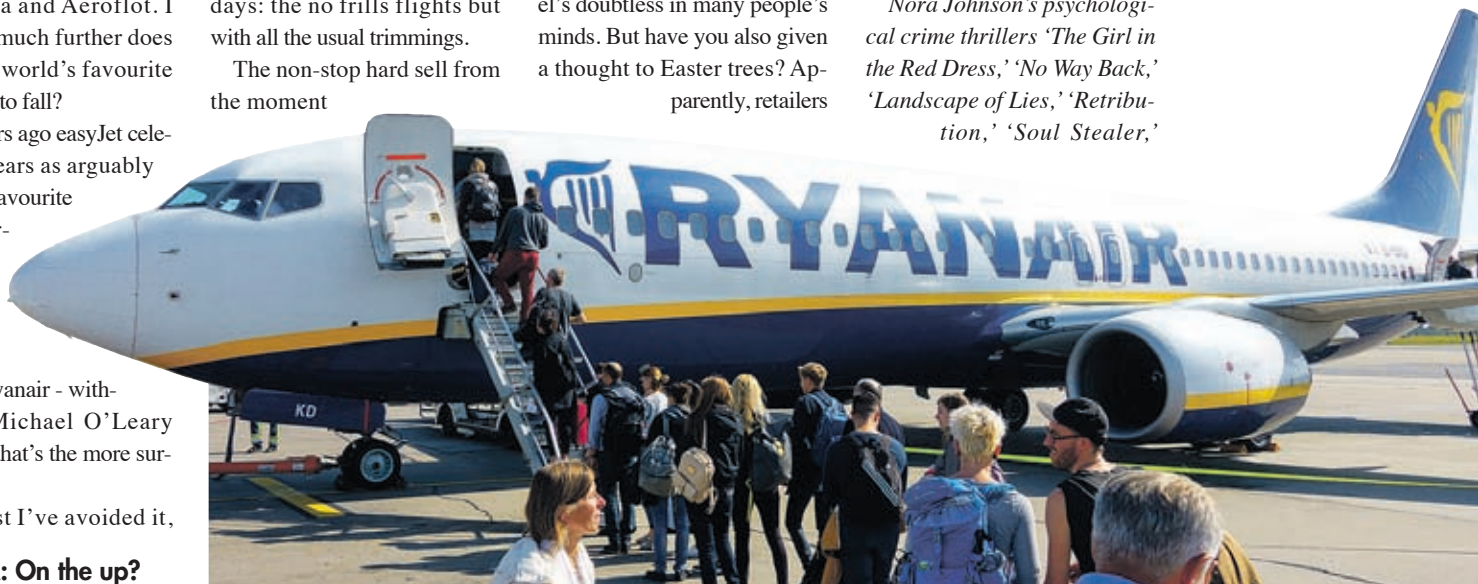 a and Aeroflot. I
much further does
world's favourite
to fall?
rs ago easyJet cele-
ears as arguably
avourite
r-
yanair - with-
Michael O'Leary
hat's the more sur-
st I've avoided it,
: On the up?
days: the no frills flights but
with all the usual trimmings.
The non-stop hard sell from
the moment
el's doubtless in many people's
minds. But have you also given
a thought to Easter trees? Ap-
parently, retailers
Nora Johnson's psychologi-
cal crime thrillers ‘The Girl in
the Red Dress,’ ‘No Way Back,’
‘Landscape of Lies,’ ‘Retribu-
tion,’ ‘Soul Stealer,’
RYANAIR
KD